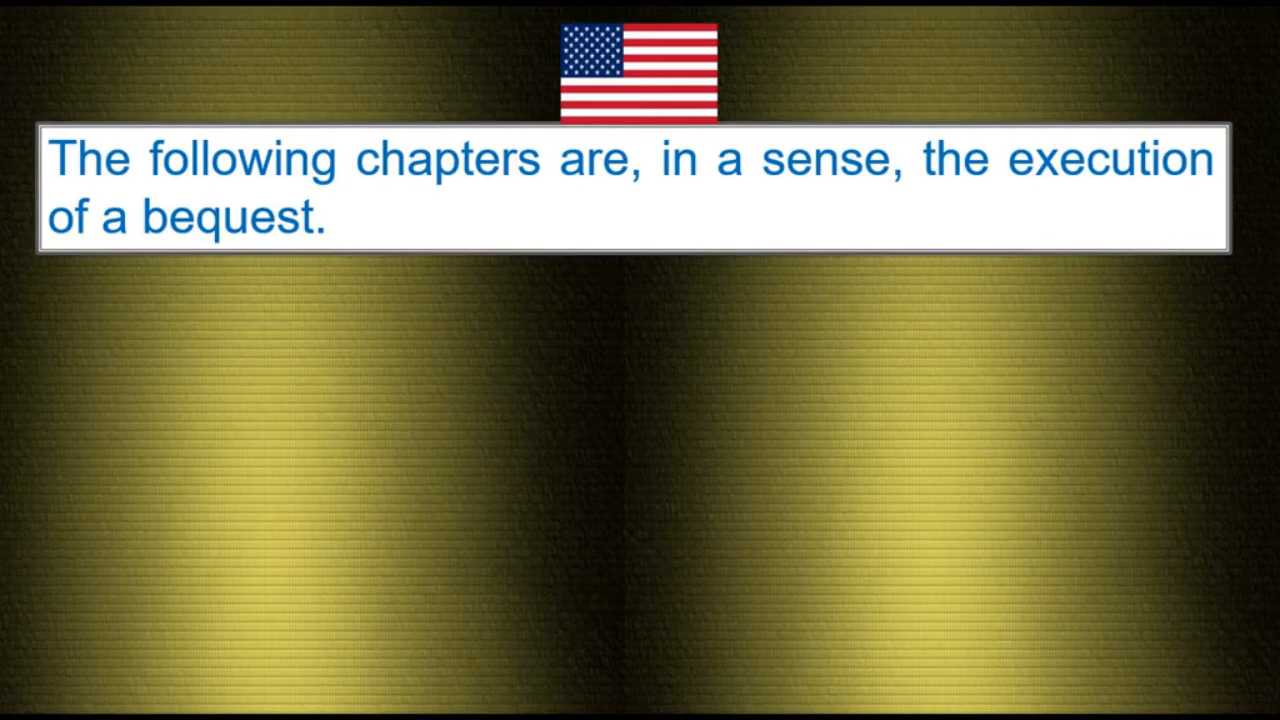 The following chapters are, in a sense, the execution
of a bequest.